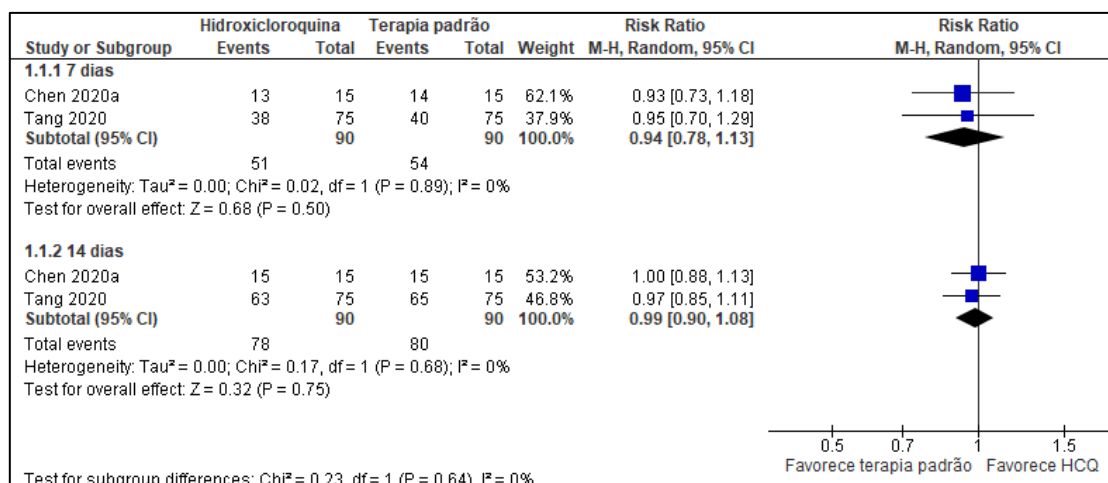 Hidroxicloroquina Terapia padrão Risk Ratio Risk Ratio
Study or Subgroup Events Total Events Total Weight M-H, Random, 95% CI M-H, Random, 95% CI
1.1.1 7 dias
Chen 2020a 13 15 14 15 62.1% 0.93 [0.73, 1.18]
Tang 2020 38 75 40 75 37.9% 0.95 [0.70, 1.29]
Subtotal (95% CI) 90 90 100.0% 0.94 [0.78, 1.13]
Total events 51 54
Heterogeneity: Tau² = 0.00; Chi² = 0.02, df = 1 (P = 0.89); I² = 0%
Test for overall effect: Z = 0.68 (P = 0.50)
1.1.2 14 dias
Chen 2020a 15 15 15 15 53.2% 1.00 [0.88, 1.13]
Tang 2020 63 75 65 75 46.8% 0.97 [0.85, 1.11]
Subtotal (95% CI) 90 90 100.0% 0.99 [0.90, 1.08]
Total events 78 80
Heterogeneity: Tau² = 0.00; Chi² = 0.17, df = 1 (P = 0.68); I² = 0%
Test for overall effect: Z = 0.32 (P = 0.75)
0.5 0.7 1 1.5
Favorece terapia padrão Favorece HCQ
Test for subgroup differences: Chi² = 0.23, df = 1 (P = 0.64), I² = 0%